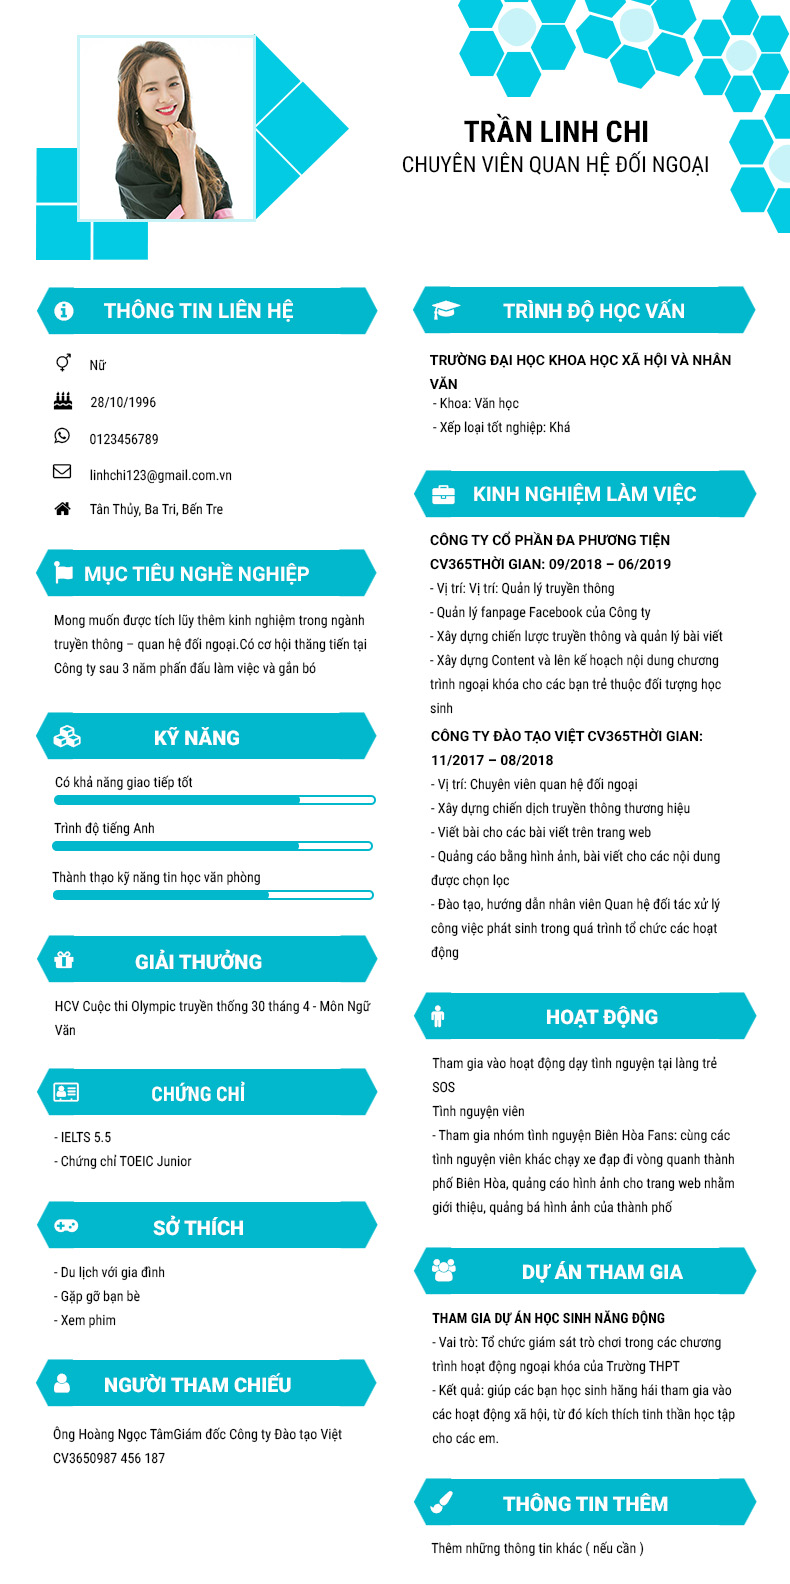 TRẦN LINH CHI
CHUYÊN VIÊN QUAN HỆ ĐỐI NGOẠI
THÔNG TIN LIÊN HỆ
Nữ
28/10/1996
0123456789
linhchi123@gmail.com.vn
Tân Thủy, Ba Tri, Bến Tre
MỤC TIÊU NGHỀ NGHIỆP
Mong muốn được tích lũy thêm kinh nghiệm trong ngành
truyền thông – quan hệ đối ngoại.Có cơ hội thăng tiến tại
Công ty sau 3 năm phấn đấu làm việc và gắn bó
KỸ NĂNG
Có khả năng giao tiếp tốt
Trình độ tiếng Anh
Thành thạo kỹ năng tin học văn phòng
GIẢI THƯỞNG
HCV Cuộc thi Olympic truyền thống 30 tháng 4 - Môn Ngữ
Văn
CHỨNG CHỈ
- IELTS 5.5
- Chứng chỉ TOEIC Junior
SỞ THÍCH
- Du lịch với gia đình
- Gặp gỡ bạn bè
- Xem phim
NGƯỜI THAM CHIẾU
Ông Hoàng Ngọc TâmGiám đốc Công ty Đào tạo Việt
CV3650987 456 187
TRÌNH ĐỘ HỌC VẤN
TRƯỜNG ĐẠI HỌC KHOA HỌC XÃ HỘI VÀ NHÂN
VĂN
- Khoa: Văn học
- Xếp loại tốt nghiệp: Khá
KINH NGHIỆM LÀM VIỆC
CÔNG TY CỔ PHẦN ĐA PHƯƠNG TIỆN
CV365THỜI GIAN: 09/2018 – 06/2019
- Vị trí: Vị trí: Quản lý truyền thông
- Quản lý fanpage Facebook của Công ty
- Xây dựng chiến lược truyền thông và quản lý bài viết
- Xây dựng Content và lên kế hoạch nội dung chương
trình ngoại khóa cho các bạn trẻ thuộc đối tượng học
sinh
CÔNG TY ĐÀO TẠO VIỆT CV365THỜI GIAN:
11/2017 – 08/2018
- Vị trí: Chuyên viên quan hệ đối ngoại
- Xây dựng chiến dịch truyền thông thương hiệu
- Viết bài cho các bài viết trên trang web
- Quảng cáo bằng hình ảnh, bài viết cho các nội dung
được chọn lọc
- Đào tạo, hướng dẫn nhân viên Quan hệ đối tác xử lý
công việc phát sinh trong quá trình tổ chức các hoạt
động
HOẠT ĐỘNG
Tham gia vào hoạt động dạy tình nguyện tại làng trẻ
SOS
Tình nguyện viên
- Tham gia nhóm tình nguyện Biên Hòa Fans: cùng các
tình nguyện viên khác chạy xe đạp đi vòng quanh thành
phố Biên Hòa, quảng cáo hình ảnh cho trang web nhằm
giới thiệu, quảng bá hình ảnh của thành phố
DỰ ÁN THAM GIA
THAM GIA DỰ ÁN HỌC SINH NĂNG ĐỘNG
- Vai trò: Tổ chức giám sát trò chơi trong các chương
trình hoạt động ngoại khóa của Trường THPT
- Kết quả: giúp các bạn học sinh hăng hái tham gia vào
các hoạt động xã hội, từ đó kích thích tinh thần học tập
cho các em.
THÔNG TIN THÊM
Thêm những thông tin khác ( nếu cần )